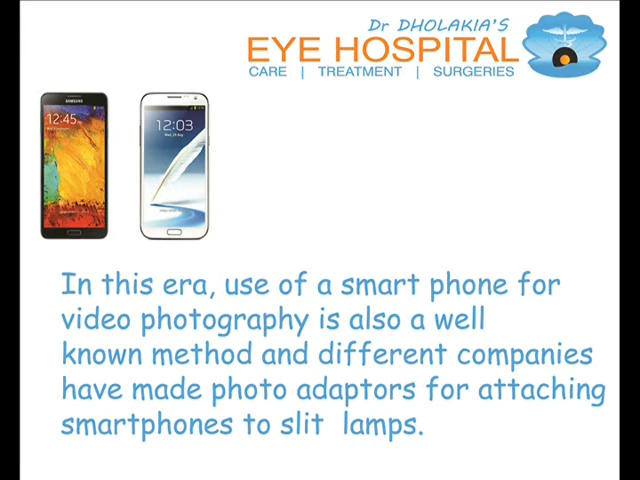 Dr DHOLAKIA'S
EYE HOSPITAL
CARE | TREATMENT | SURGERIES
SAMSUNG
12:45
12:03
In this era, use of a smart phone for
video photography is also a well
known method and different companies
have made photo adaptors for attaching
smartphones to slit lamps.